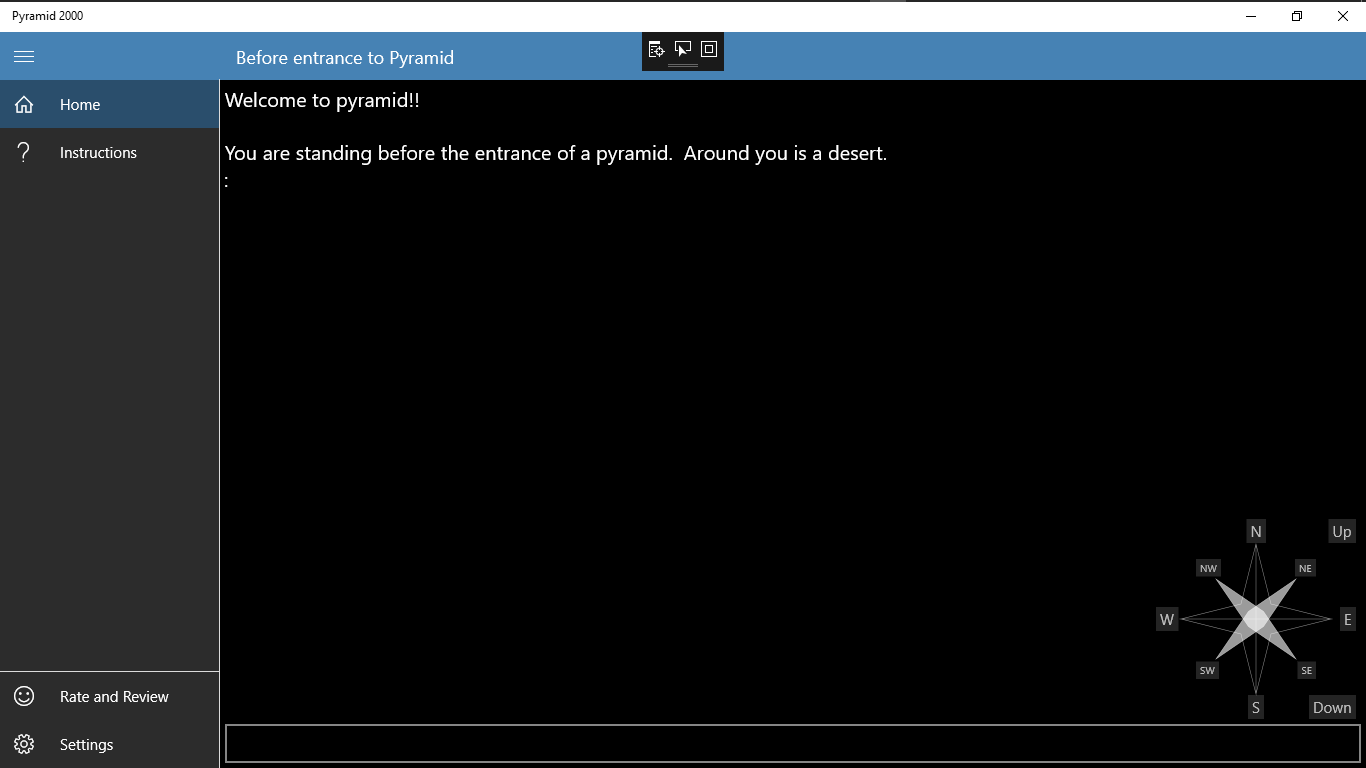 Pyramid 2000
Before entrance to Pyramid
Home
Instructions
Welcome to pyramid!!
You are standing before the entrance of a pyramid.  Around you is a desert.
:
N
Up
NW
NE
W
E
SW
SE
S
Down
Rate and Review
Settings